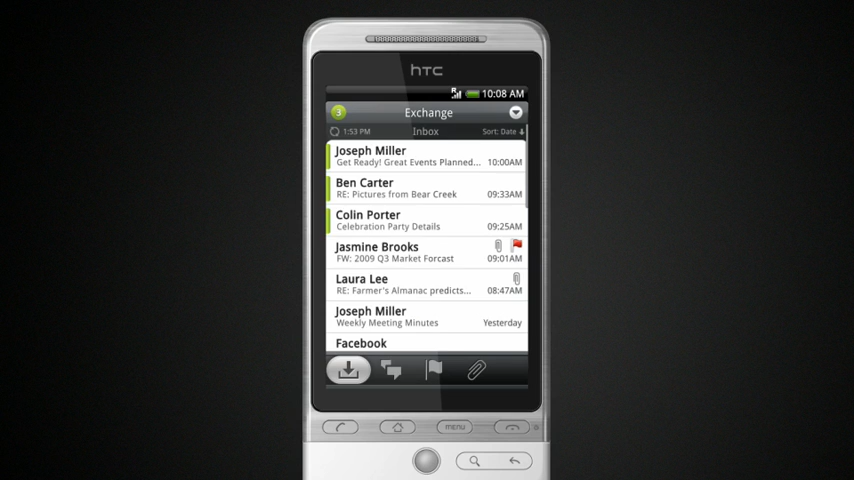 hTC
10:08 AM
3 Exchange
1:53 PM Inbox Sort: Date
Joseph Miller
Get Ready! Great Events Planned... 10:00AM
Ben Carter
RE: Pictures from Bear Creek 09:33AM
Colin Porter
Celebration Party Details 09:25AM
Jasmine Brooks
FW: 2009 Q3 Market Forcast 09:01AM
Laura Lee
RE: Farmer's Almanac predicts... 08:47AM
Joseph Miller
Weekly Meeting Minutes Yesterday
Facebook
MENU